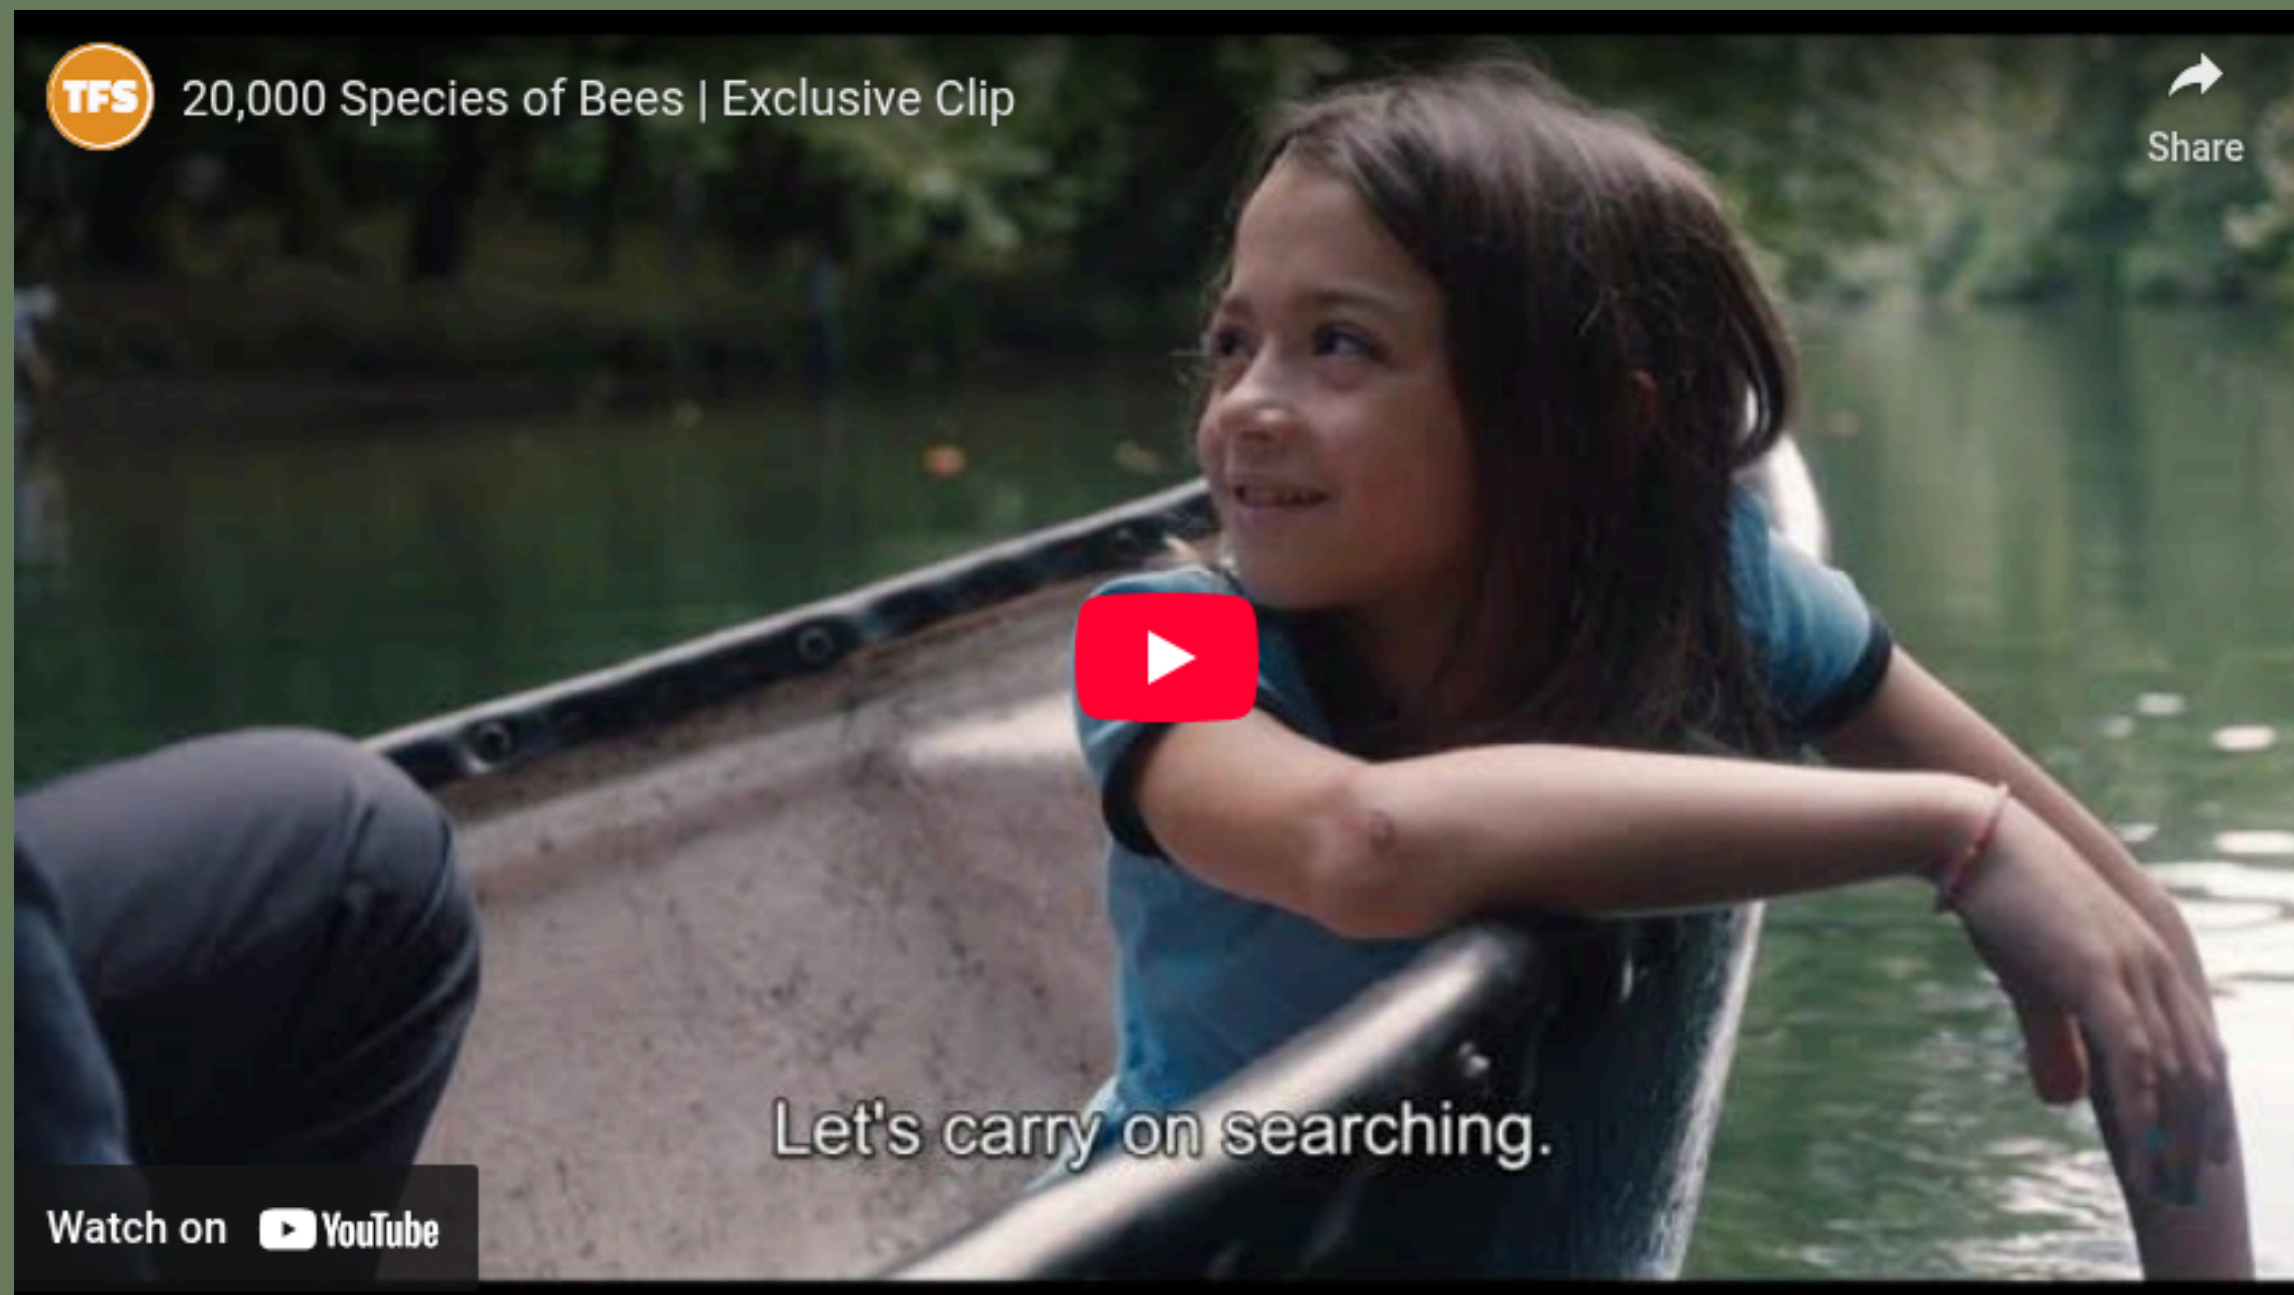 TFS
20,000 Species of Bees | Exclusive Clip
Share
Let's carry on searching.
Watch on YouTube